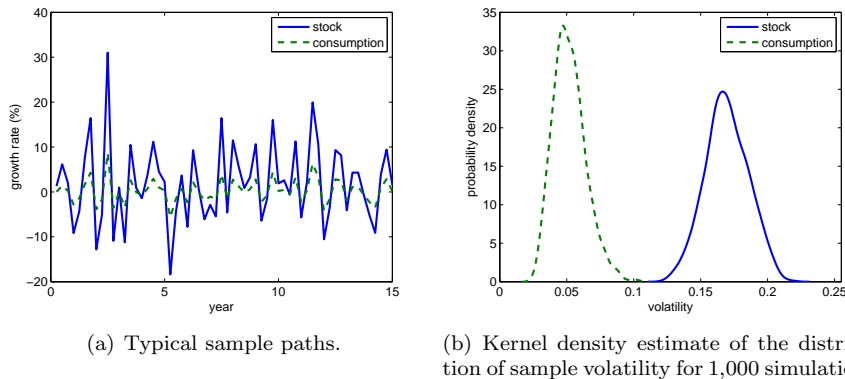 40
30
20
10
0
−10
−20
0
5
10
15
growth rate (%)
year
stock
consumption
35
30
25
20
15
10
5
0
0
0.05
0.1
0.15
0.2
0.25
probability density
volatility
stock
consumption
(a) Typical sample paths.
(b) Kernel density estimate of the distri
tion of sample volatility for 1,000 simulatio